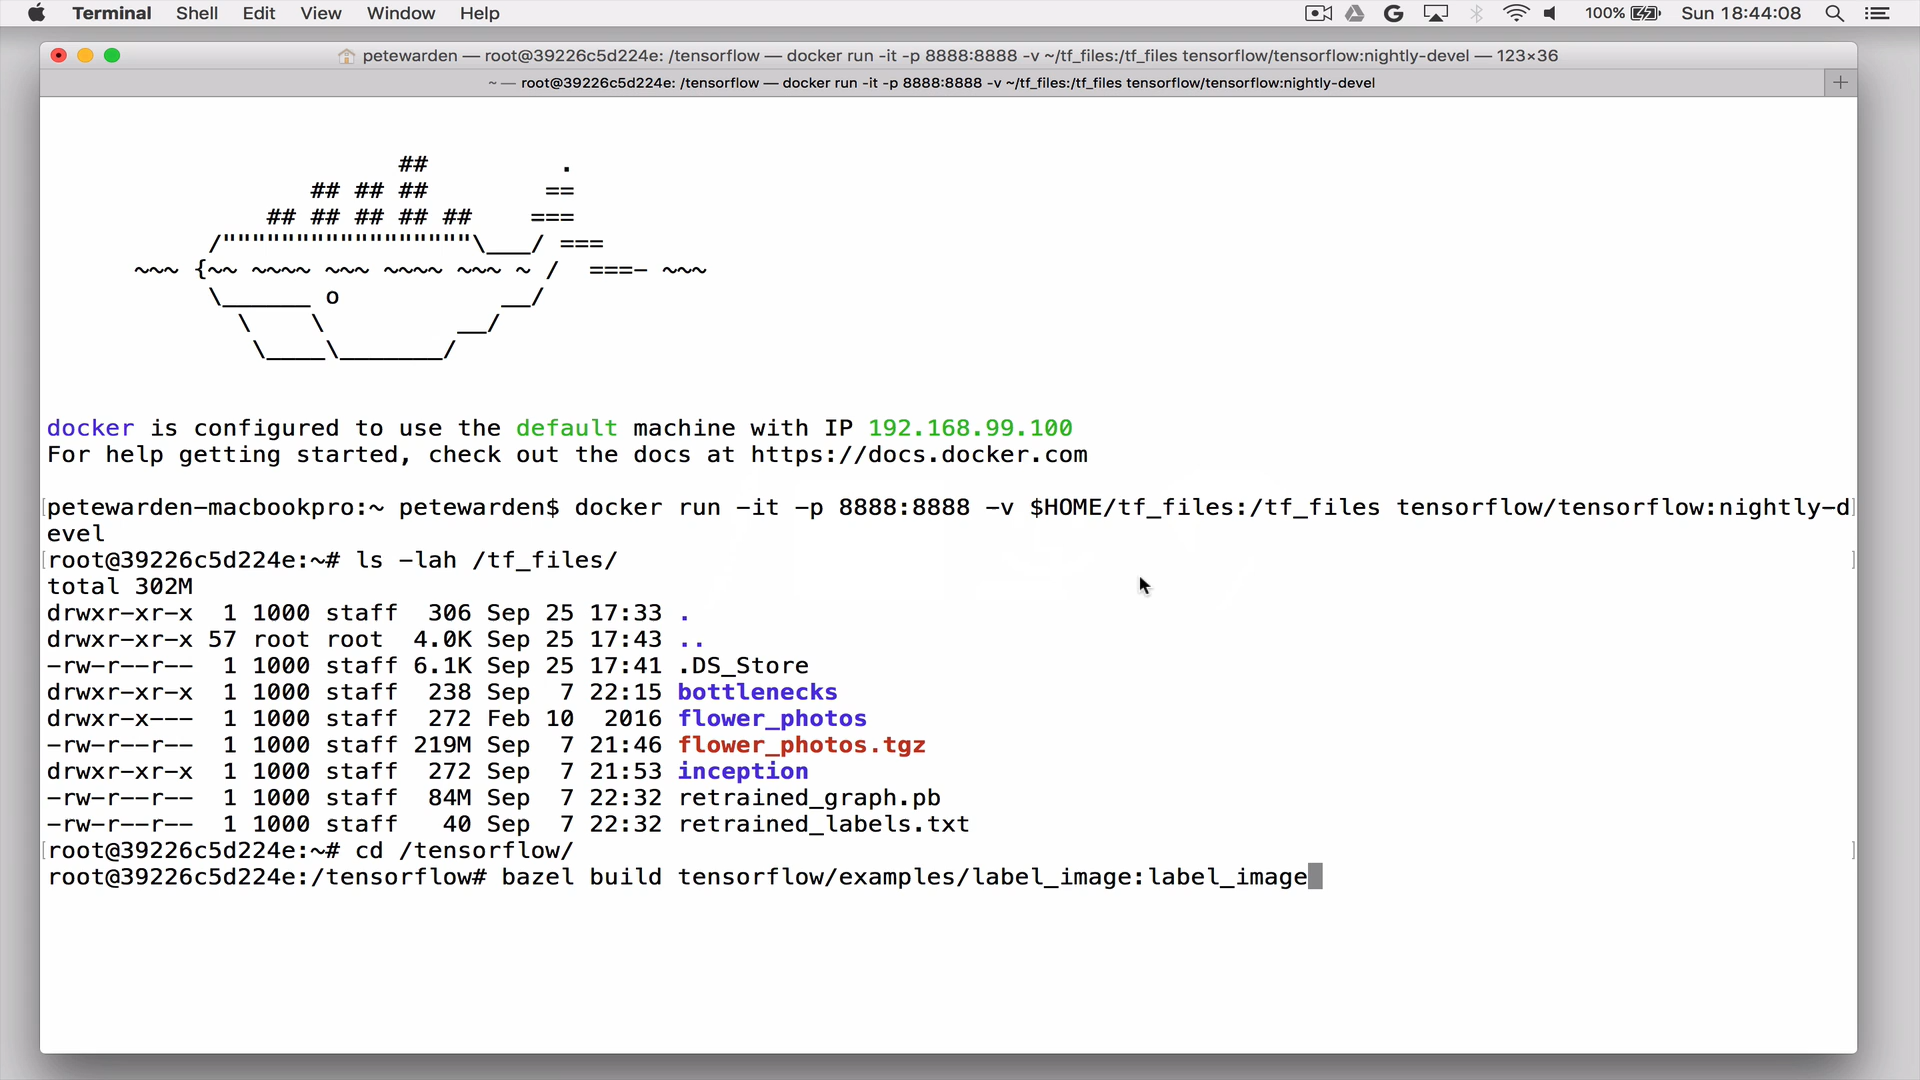 Terminal Shell Edit View Window Help 100% Sun 18:44:08
petewarden — root@39226c5d224e: /tensorflow — docker run -it -p 8888:8888 -v ~/tf_files:/tf_files tensorflow/tensorflow:nightly-devel — 123×36
~ — root@39226c5d224e: /tensorflow — docker run -it -p 8888:8888 -v ~/tf_files:/tf_files tensorflow/tensorflow:nightly-devel
                        ##         .
                  ## ## ##        ==
               ## ## ## ## ##    ===
           /"""""""""""""""""\___/ ===
      ~~~ {~~ ~~~~ ~~~ ~~~~ ~~~ ~ /  ===- ~~~
           \______ o           __/
             \    \         __/
              \____\_______/
docker is configured to use the default machine with IP 192.168.99.100
For help getting started, check out the docs at https://docs.docker.com
petewarden-macbookpro:~ petewarden$ docker run -it -p 8888:8888 -v $HOME/tf_files:/tf_files tensorflow/tensorflow:nightly-d
evel
root@39226c5d224e:~# ls -lah /tf_files/
total 302M
drwxr-xr-x  1 1000 staff  306 Sep 25 17:33 .
drwxr-xr-x 57 root root  4.0K Sep 25 17:43 ..
-rw-r--r--  1 1000 staff 6.1K Sep 25 17:41 .DS_Store
drwxr-xr-x  1 1000 staff  238 Sep  7 22:15 bottlenecks
drwxr-x---  1 1000 staff  272 Feb 10  2016 flower_photos
-rw-r--r--  1 1000 staff 219M Sep  7 21:46 flower_photos.tgz
drwxr-xr-x  1 1000 staff  272 Sep  7 21:53 inception
-rw-r--r--  1 1000 staff  84M Sep  7 22:32 retrained_graph.pb
-rw-r--r--  1 1000 staff   40 Sep  7 22:32 retrained_labels.txt
root@39226c5d224e:~# cd /tensorflow/
root@39226c5d224e:/tensorflow# bazel build tensorflow/examples/label_image:label_image